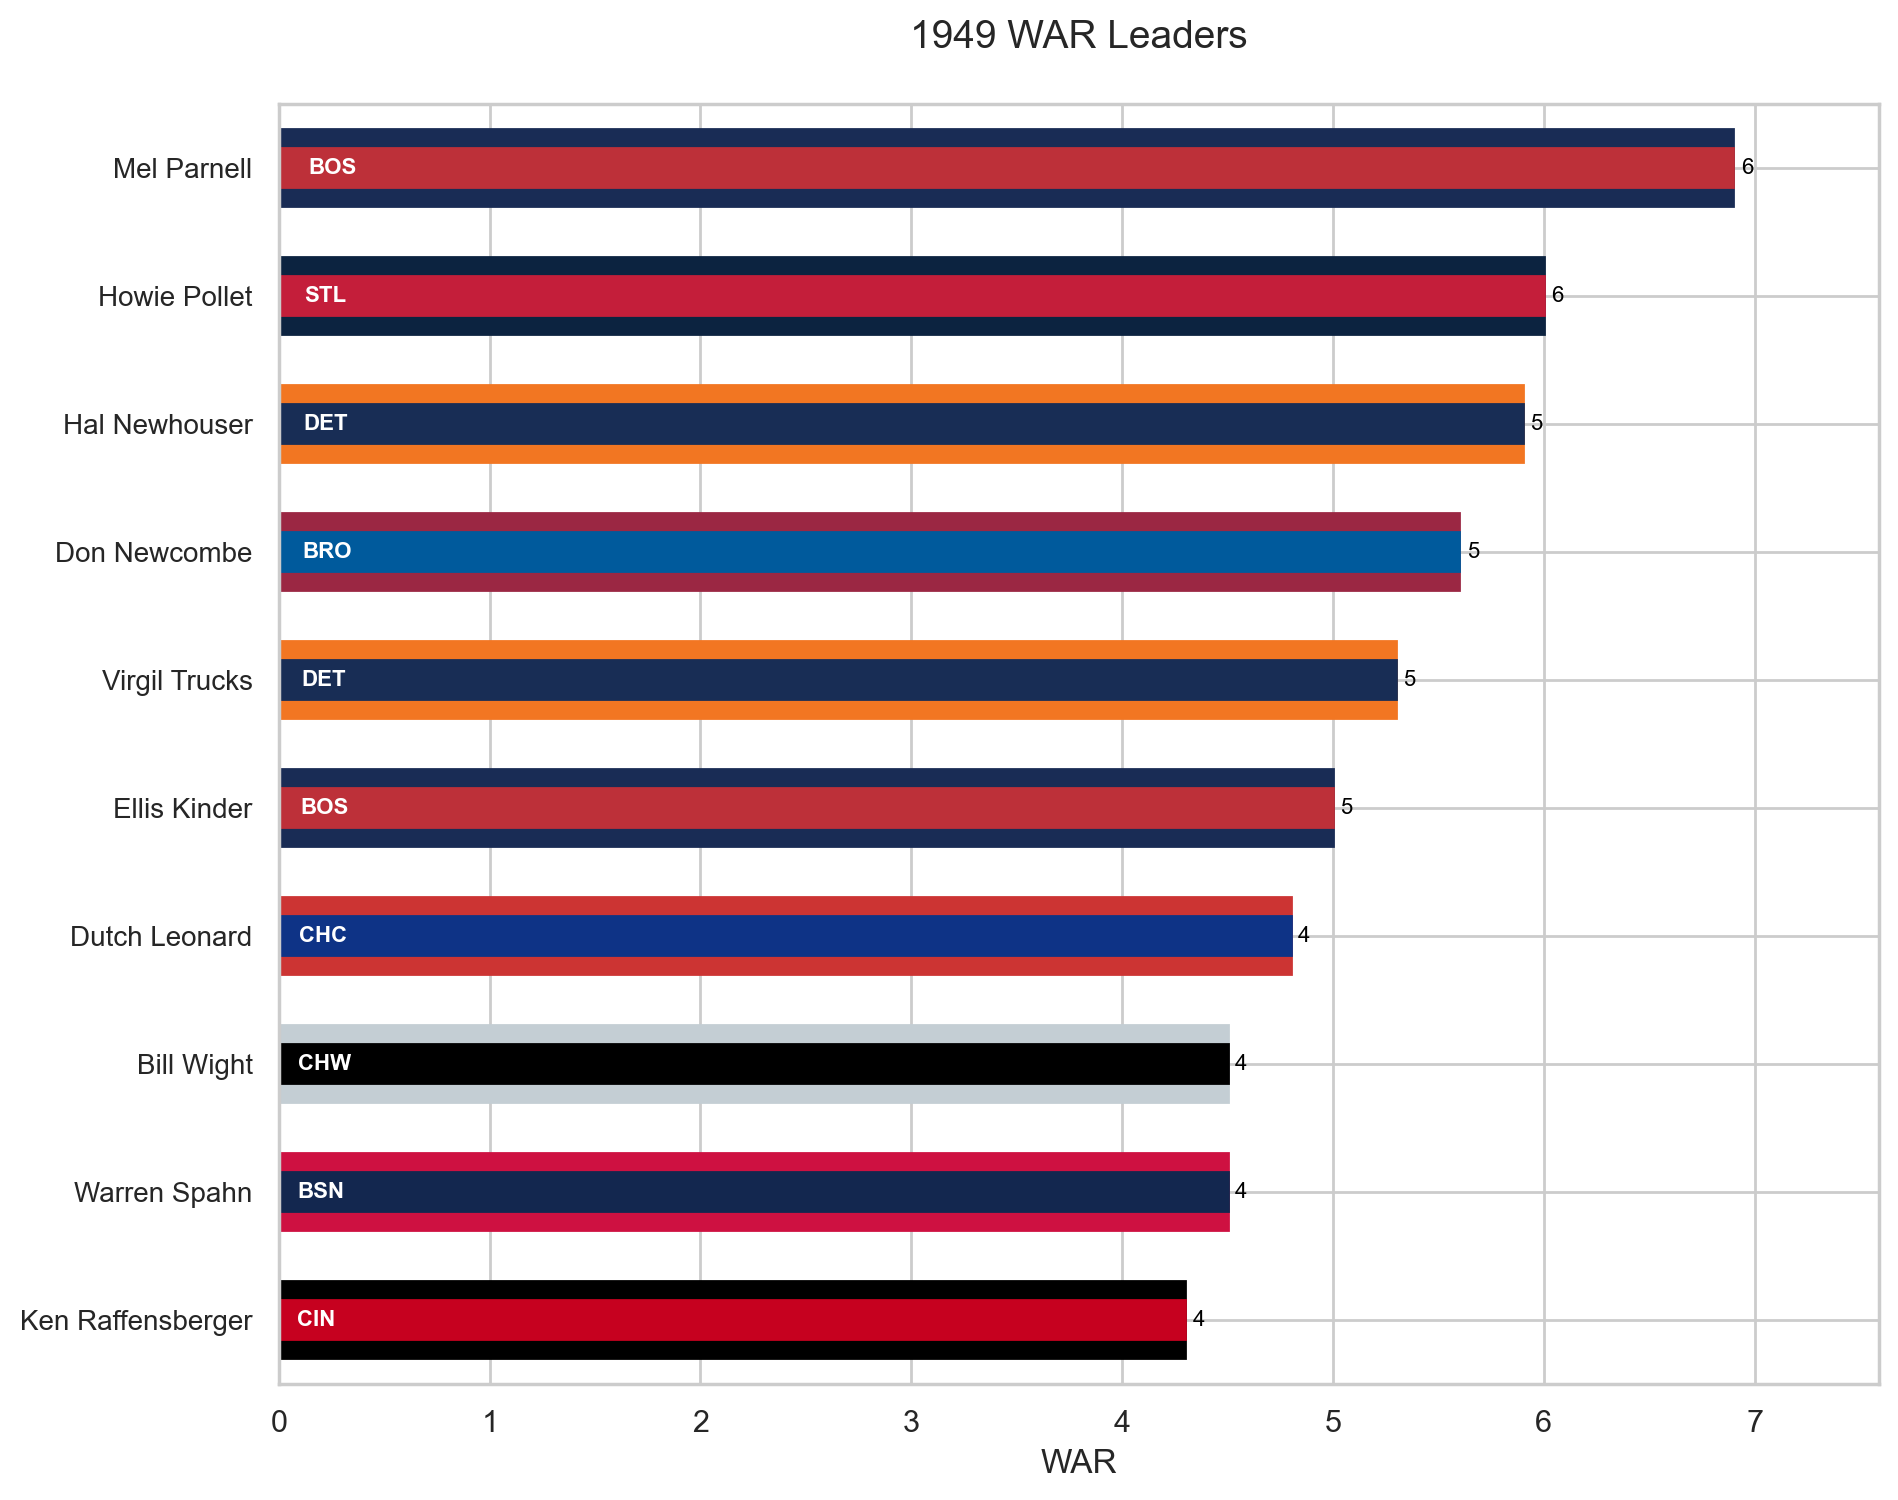 1949 WAR Leaders
Mel Parnell BOS 6
Howie Pollet STL 6
Hal Newhouser DET 5
Don Newcombe BRO 5
Virgil Trucks DET 5
Ellis Kinder BOS 5
Dutch Leonard CHC 4
Bill Wight CHW 4
Warren Spahn BSN 4
Ken Raffensberger CIN 4
0 1 2 3 4 5 6 7
WAR